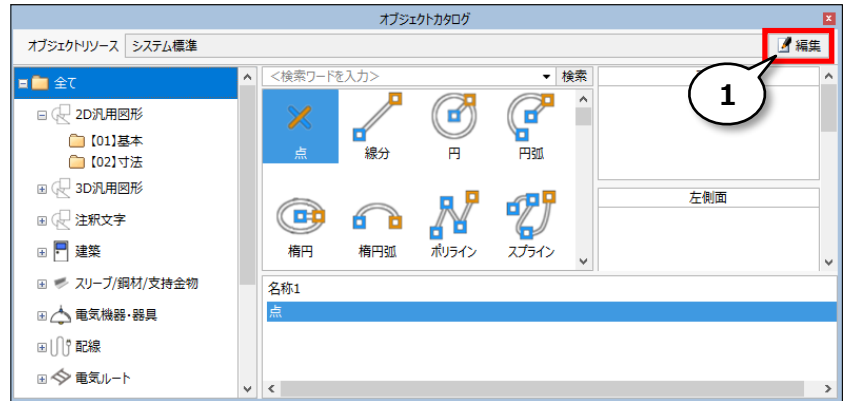 オブジェクトカタログ
オブジェクトリソース システム標準
編集
1
全て
2D汎用図形
【01】基本
【02】寸法
3D汎用図形
注釈文字
建築
スリーブ/鋼材/支持金物
電気機器・器具
配線
電気ルート
<検索ワードを入力>
検索
点 線分 円 円弧
楕円 楕円弧 ポリライン スプライン
左側面
名称1
点